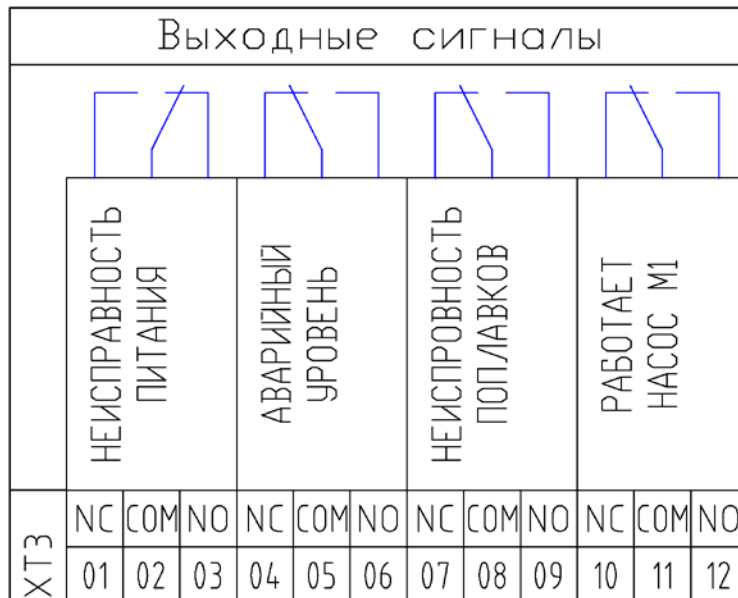 Выходные сигналы
НЕИСПРАВНОСТЬ
ПИТАНИЯ
АВАРИЙНЫЙ
УРОВЕНЬ
НЕИСПРОВНОСТЬ
ПОПЛАВКОВ
РАБОТАЕТ
НАСОС М1
ХТ3
NC COM NO NC COM NO NC COM NO NC COM NO
01 02 03 04 05 06 07 08 09 10 11 12